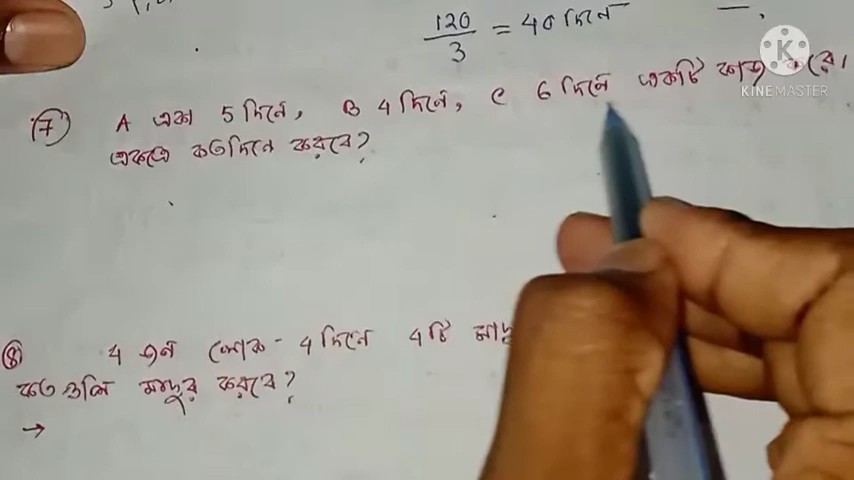 120
3
= 40 দিনে
(7) A একা 5 দিনে, B 4 দিনে, C 6 দিনে একটি কাজ করে।
একত্রে কতদিনে করবে?
(8) 4 জন লোক - 4 দিনে 4টি
কতগুলি মাদুর করবে?
→
K
KINEMASTER